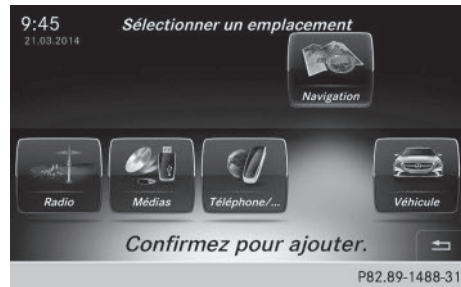 9:45
Sélectionner un emplacement
21.03.2014
Navigation
Radio
Médias
Téléphone/...
Véhicule
Confirmez pour ajouter.
P82.89-1488-31